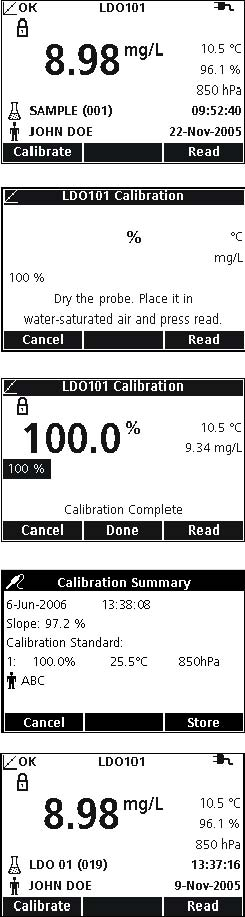 OK LDO101
8.98 mg/L
10.5 °C
96.1 %
850 hPa
SAMPLE (001) 09:52:40
JOHN DOE 22-Nov-2005
Calibrate Read
LDO101 Calibration
% °C
mg/L
100 %
Dry the probe. Place it in
water-saturated air and press read.
Cancel Read
LDO101 Calibration
100.0 %
10.5 °C
9.34 mg/L
100 %
Calibration Complete
Cancel Done Read
Calibration Summary
6-Jun-2006 13:38:08
Slope: 97.2 %
Calibration Standard:
1: 100.0% 25.5°C 850hPa
ABC
Cancel Store
OK LDO101
8.98 mg/L
10.5 °C
96.1 %
850 hPa
LDO 01 (019) 13:37:16
JOHN DOE 9-Nov-2005
Calibrate Read